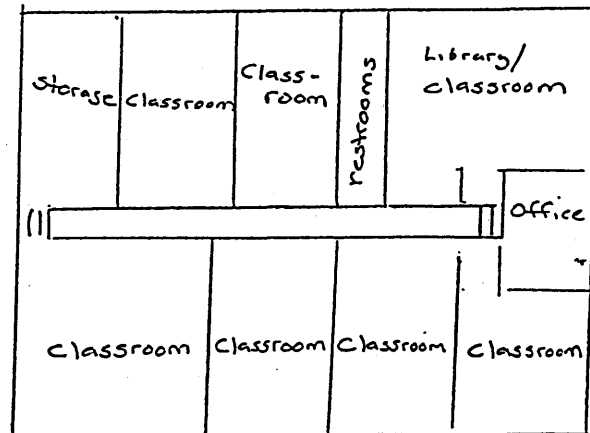 Storage
Classroom
Class-
room
restrooms
Library/
classroom
Office
Classroom
Classroom
Classroom
Classroom